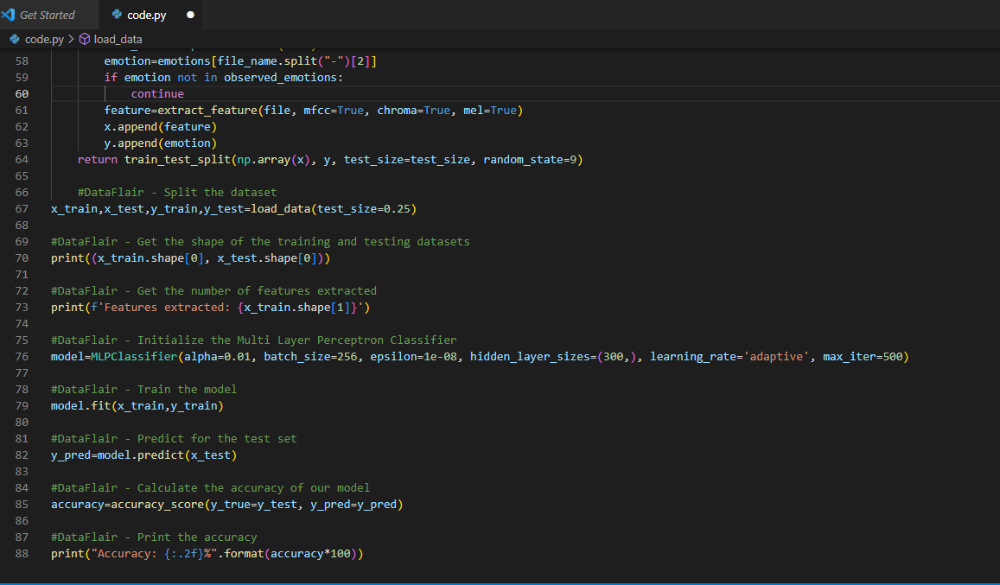 Get Started code.py
code.py > load_data
58 emotion=emotions[file_name.split("-")[2]]
59 if emotion not in observed_emotions:
60 continue
61 feature=extract_feature(file, mfcc=True, chroma=True, mel=True)
62 x.append(feature)
63 y.append(emotion)
64 return train_test_split(np.array(x), y, test_size=test_size, random_state=9)
65
66 #DataFlair - Split the dataset
67 x_train,x_test,y_train,y_test=load_data(test_size=0.25)
68
69 #DataFlair - Get the shape of the training and testing datasets
70 print((x_train.shape[0], x_test.shape[0]))
71
72 #DataFlair - Get the number of features extracted
73 print(f'Features extracted: {x_train.shape[1]}')
74
75 #DataFlair - Initialize the Multi Layer Perceptron Classifier
76 model=MLPClassifier(alpha=0.01, batch_size=256, epsilon=1e-08, hidden_layer_sizes=(300,), learning_rate='adaptive', max_iter=500)
77
78 #DataFlair - Train the model
79 model.fit(x_train,y_train)
80
81 #DataFlair - Predict for the test set
82 y_pred=model.predict(x_test)
83
84 #DataFlair - Calculate the accuracy of our model
85 accuracy=accuracy_score(y_true=y_test, y_pred=y_pred)
86
87 #DataFlair - Print the accuracy
88 print("Accuracy: {:.2f}%".format(accuracy*100))